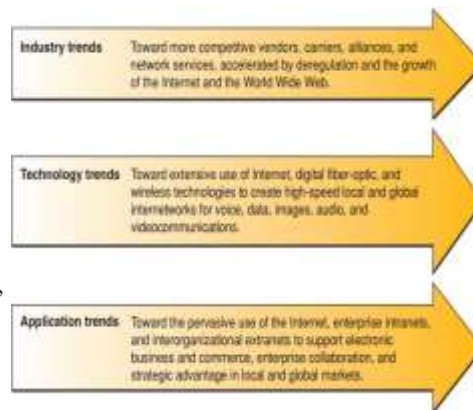 Industry trends Toward more competitive vendors, carriers, alliances, and
network services, accelerated by deregulation and the growth
of the Internet and the World Wide Web.
Technology trends Toward extensive use of Internet, digital fiber-optic, and
wireless technologies to create high-speed local and global
internetworks for voice, data, images, audio, and
videocommunications.
,
Application trends Toward the pervasive use of the Internet, enterprise intranets,
and interorganizational extranets to support electronic
business and commerce, enterprise collaboration, and
strategic advantage in local and global markets.